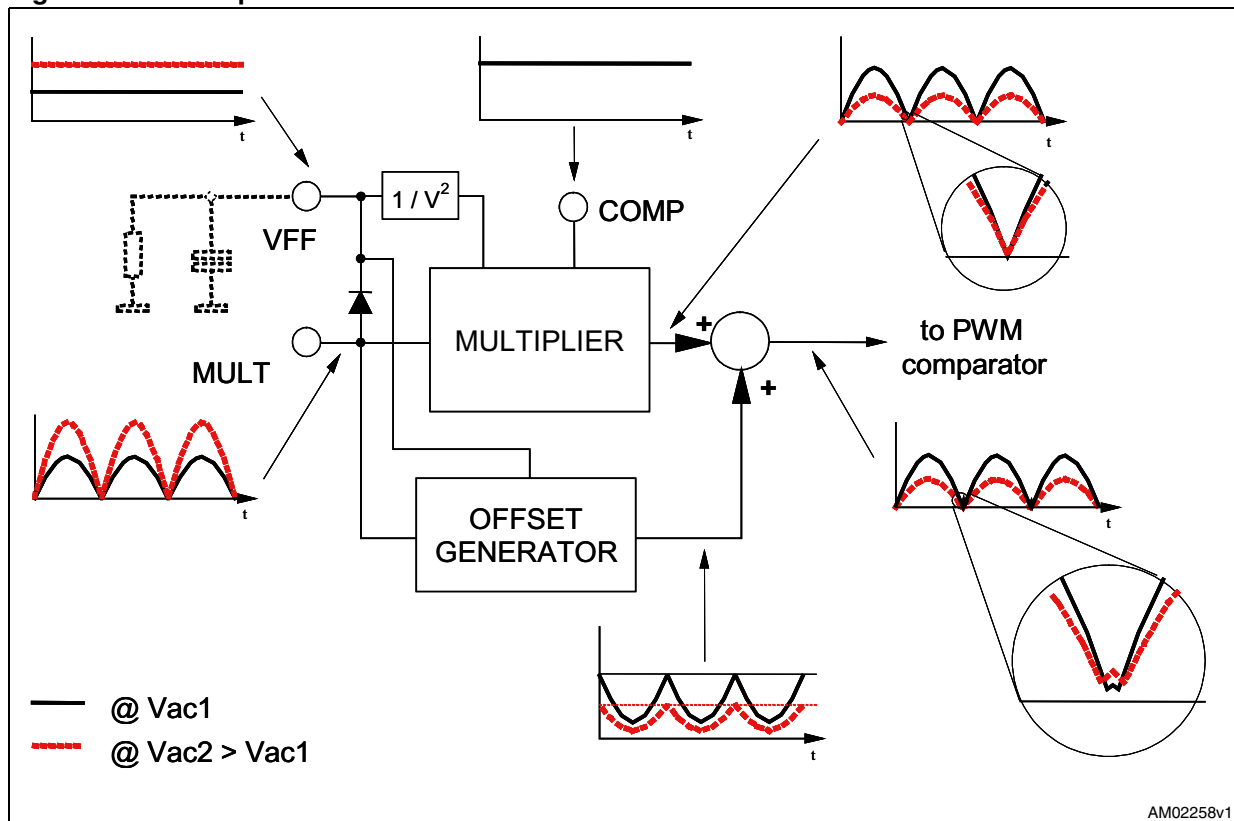 t
t
t
1 / V²
VFF
COMP
MULTIPLIER
+
+
to PWM
comparator
MULT
t
t
OFFSET
GENERATOR
t
@ Vac1
@ Vac2 > Vac1
AM02258v1